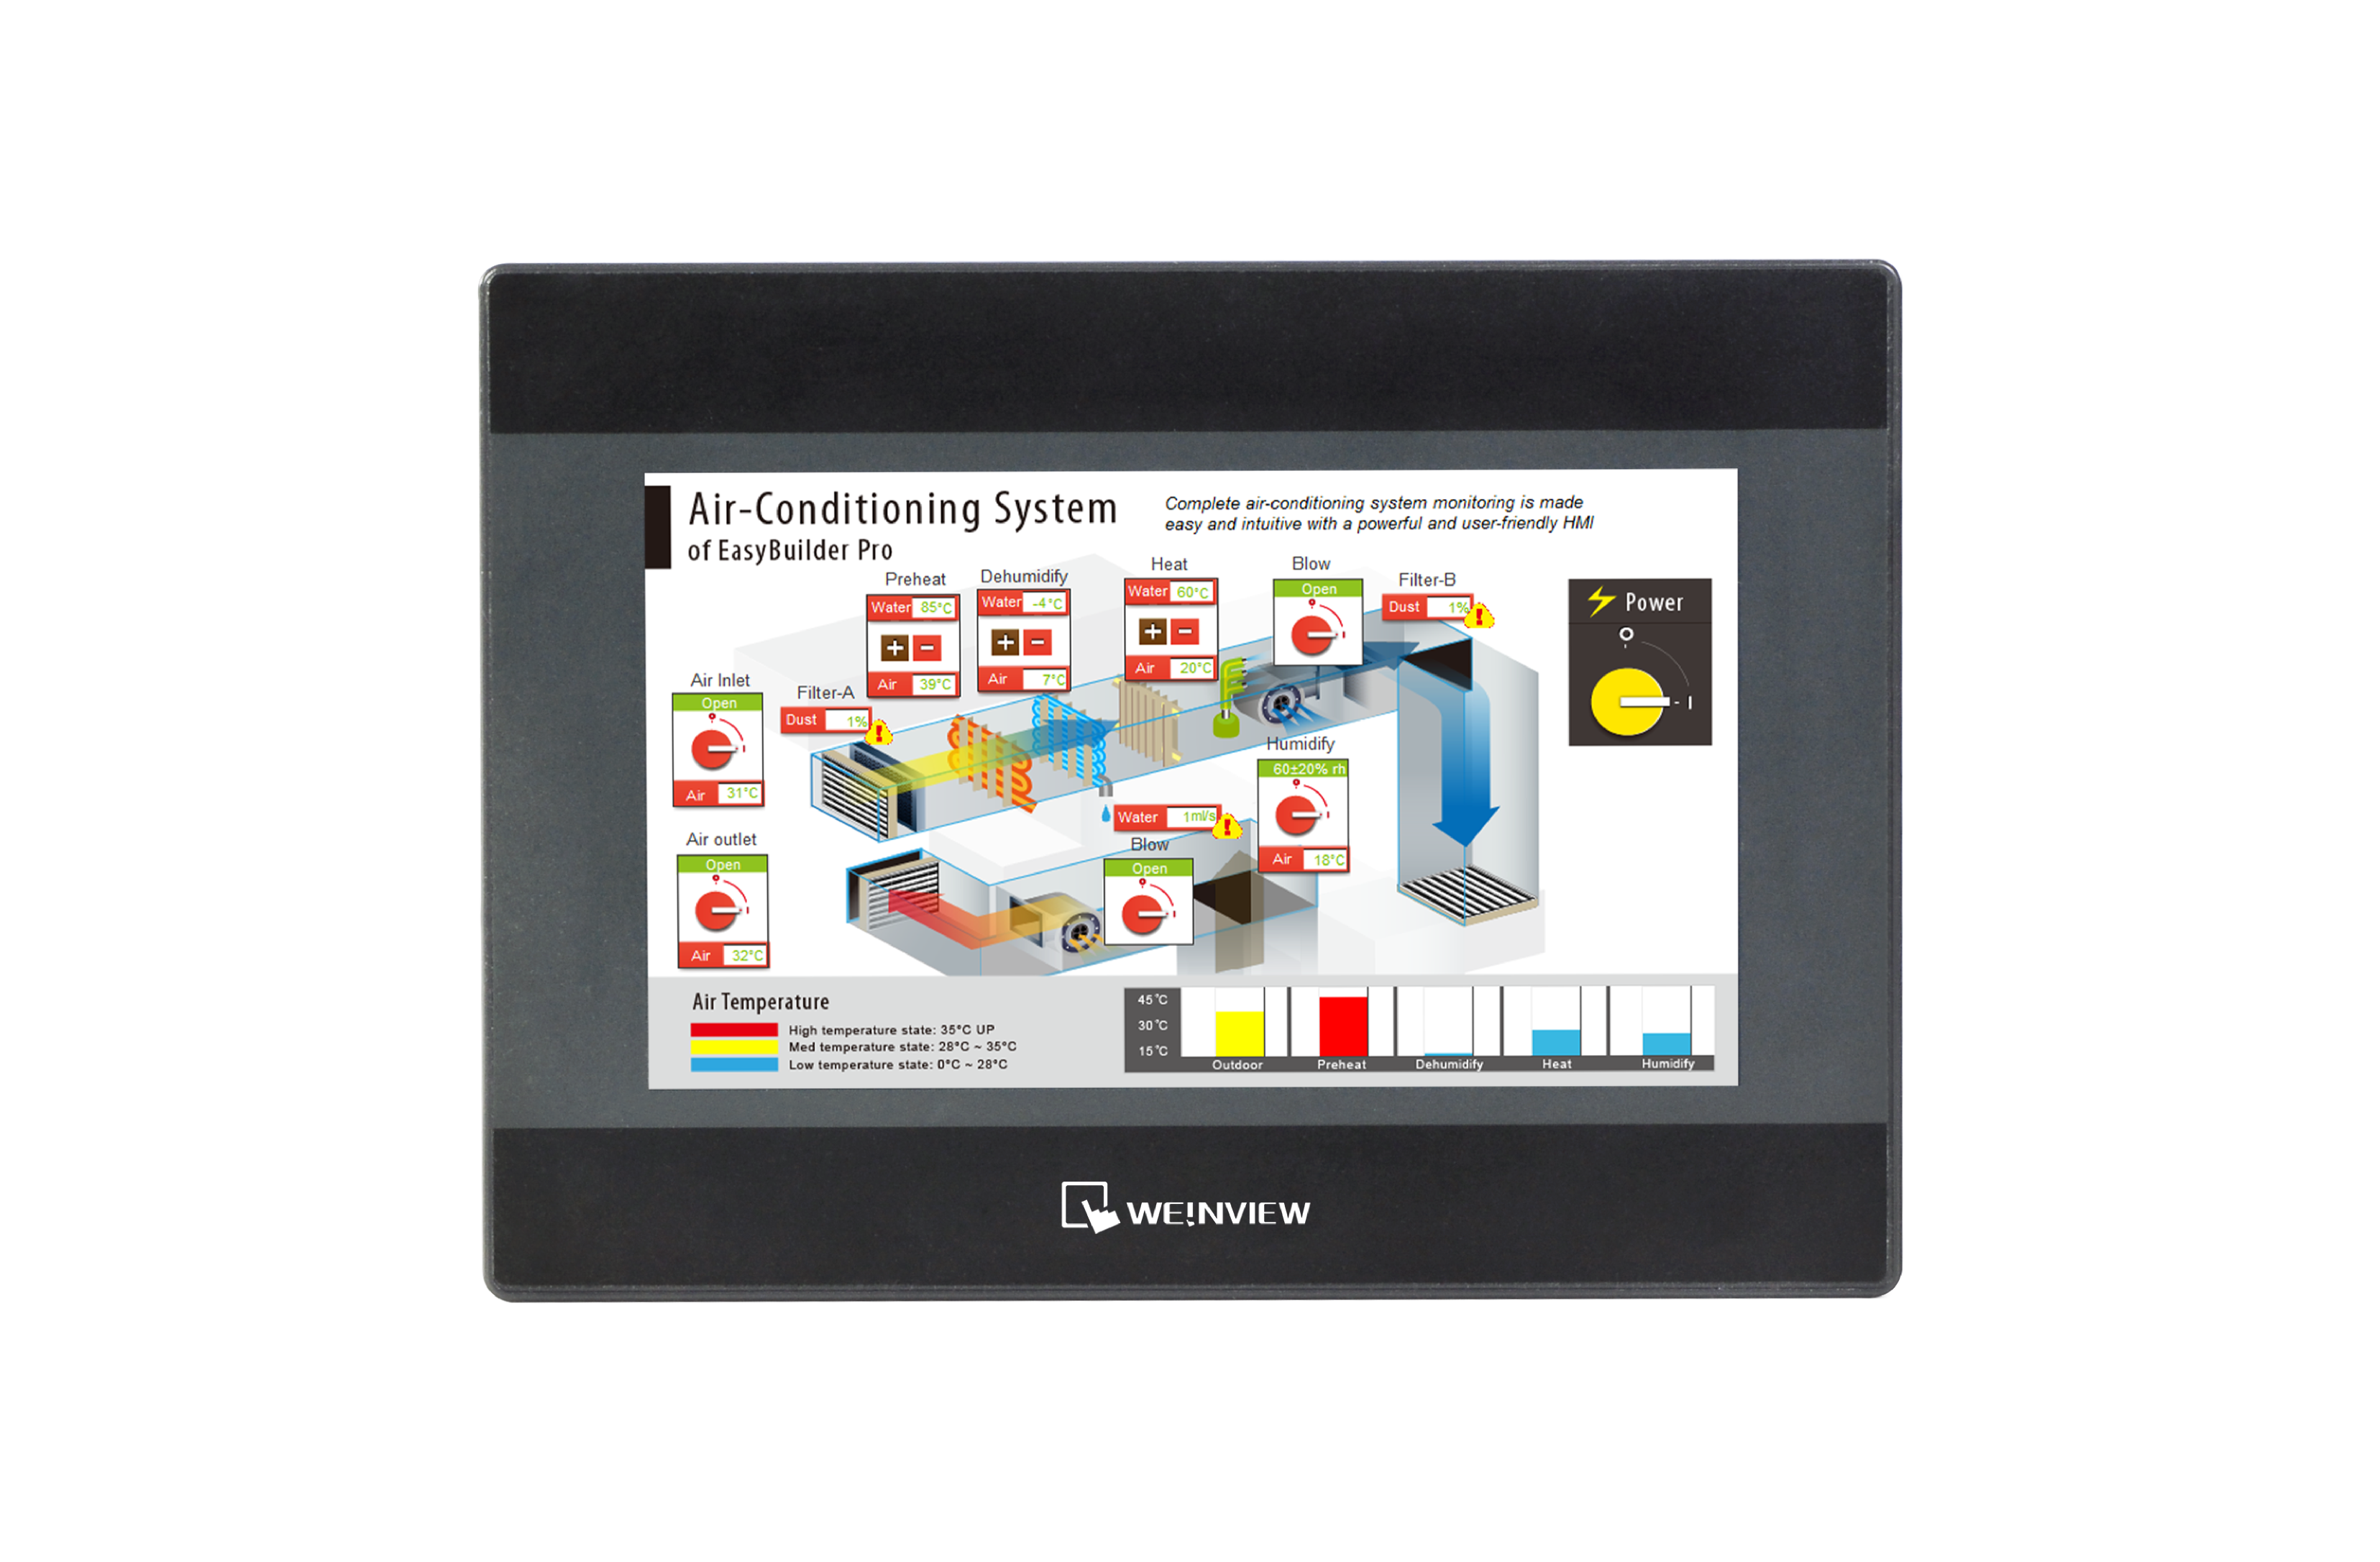 Air-Conditioning System
of EasyBuilder Pro
Complete air-conditioning system monitoring is made
easy and intuitive with a powerful and user-friendly HMI
Preheat
Water 85°C
+ −
Air 39°C
Dehumidify
Water -4°C
+ −
Air 7°C
Heat
Water 60°C
+ −
Air 20°C
Blow
Open
O I
Filter-B
Dust 1% !
Power
O
- I
Air Inlet
Open
O I
Air 31°C
Filter-A
Dust 1% !
Humidify
60±20% rh
O I
Air 18°C
Water 1ml/s !
Air outlet
Open
O I
Air 32°C
Blow
Open
O I
Air Temperature
High temperature state: 35°C UP
Med temperature state: 28°C ~ 35°C
Low temperature state: 0°C ~ 28°C
45°C
30°C
15°C
Outdoor Preheat Dehumidify Heat Humidify
WE!NVIEW